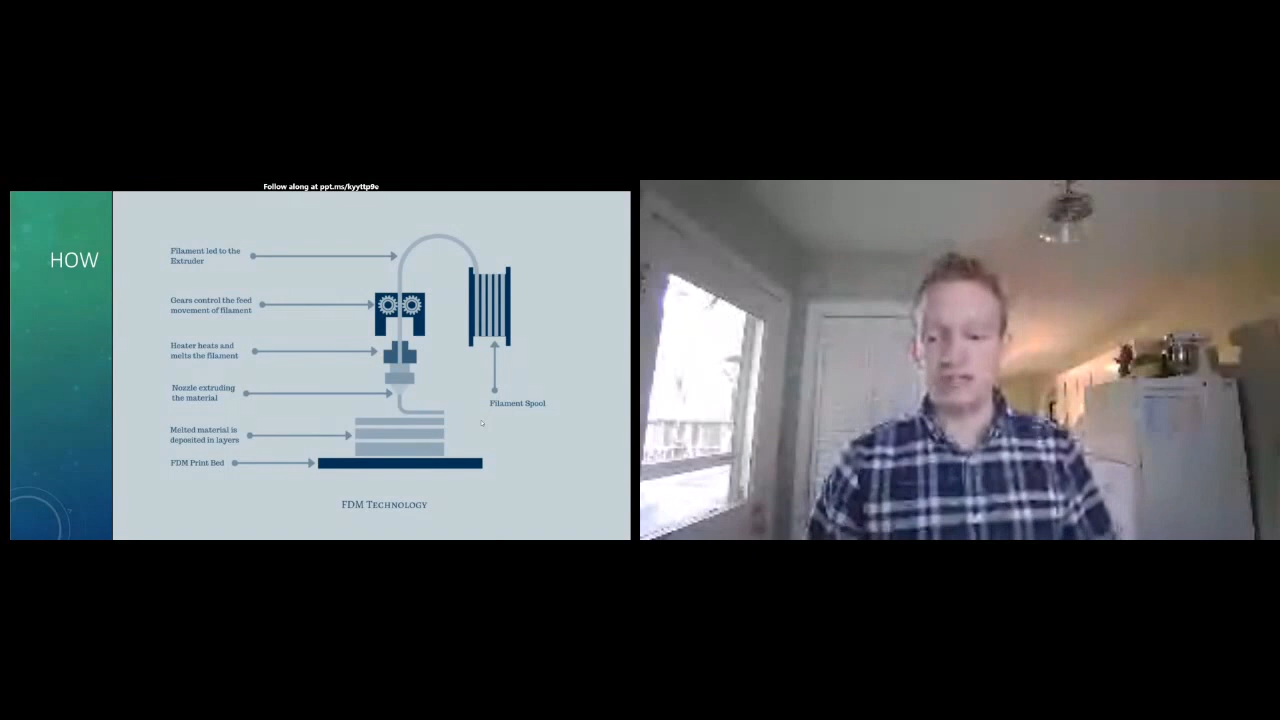 Follow along at ppt.ms/kyyttp9e
HOW
Filament led to the
Extruder
Gears control the feed
movement of filament
Heater heats and
melts the filament
Nozzle extruding
the material
Filament Spool
Melted material is
deposited in layers
FDM Print Bed
FDM Technology